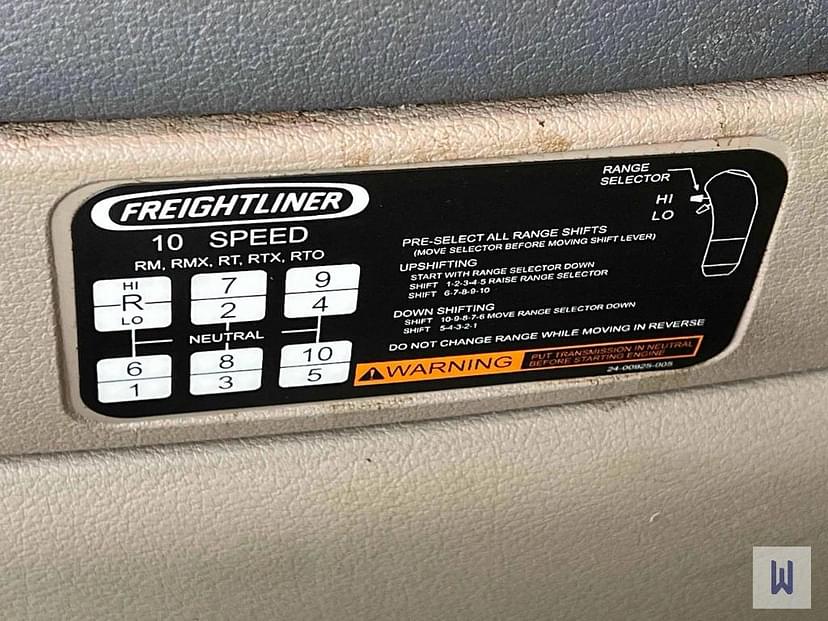 FREIGHTLINER
10 SPEED
RM, RMX, RT, RTX, RTO
HI
R
LO
7
2
9
4
NEUTRAL
6
1
8
3
10
5
RANGE
SELECTOR
HI
LO
PRE-SELECT ALL RANGE SHIFTS
(MOVE SELECTOR BEFORE MOVING SHIFT LEVER)
UPSHIFTING
START WITH RANGE SELECTOR DOWN
SHIFT 1-2-3-4-5 RAISE RANGE SELECTOR
SHIFT 6-7-8-9-10
DOWN SHIFTING
SHIFT 10-9-8-7-6 MOVE RANGE SELECTOR DOWN
SHIFT 5-4-3-2-1
DO NOT CHANGE RANGE WHILE MOVING IN REVERSE
WARNING
PUT TRANSMISSION IN NEUTRAL
BEFORE STARTING ENGINE
24-00925-005
W